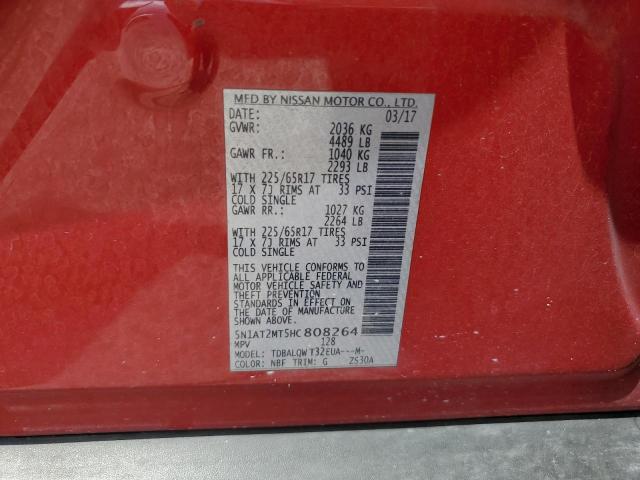 MFD BY NISSAN MOTOR CO., LTD.
DATE: 03/17
GVWR: 2036 KG
4489 LB
GAWR FR.: 1040 KG
2293 LB
WITH 225/65R17 TIRES
17 X 7J RIMS AT 33 PSI
COLD SINGLE
GAWR RR.: 1027 KG
2264 LB
WITH 225/65R17 TIRES
17 X 7J RIMS AT 33 PSI
COLD SINGLE
THIS VEHICLE CONFORMS TO
ALL APPLICABLE FEDERAL
MOTOR VEHICLE SAFETY AND
THEFT PREVENTION
STANDARDS IN EFFECT ON THE
DATE OF MANUFACTURE SHOWN
ABOVE.
5N1AT2MT5HC808264
MPV 128
MODEL: TDBALQWT32EUA---M-
COLOR: NBF TRIM: G ZS30A